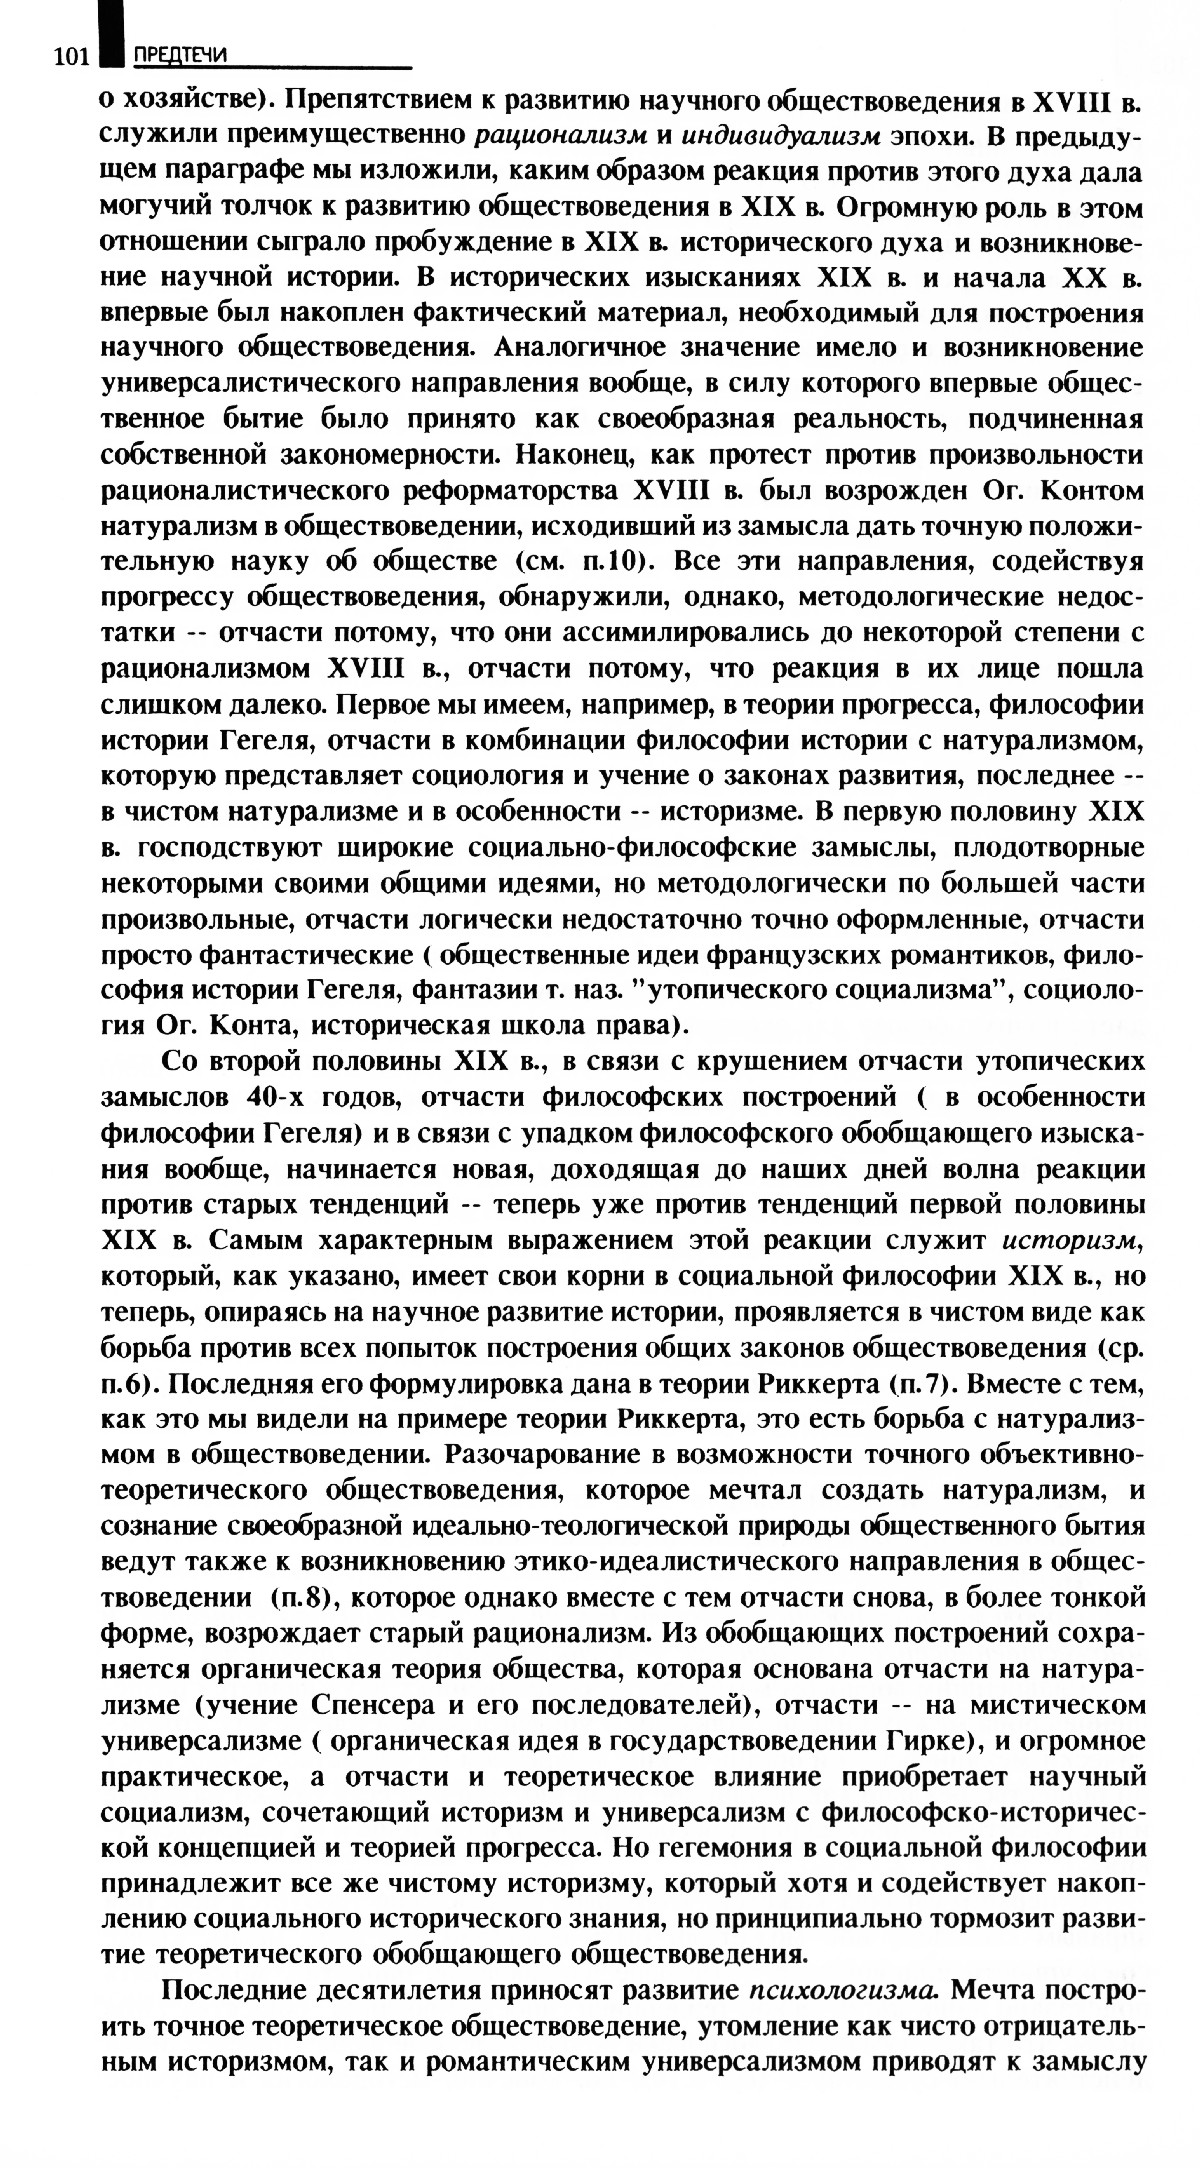 101 ПРЕДТЕЧИ
о хозяйстве). Препятствием к развитию научного обществоведения в XVIII в.
служили преимущественно рационализм и индивидуализм эпохи. В предыду-
щем параграфе мы изложили, каким образом реакция против этого духа дала
могучий толчок к развитию обществоведения в XIX в. Огромную роль в этом
отношении сыграло пробуждение в XIX в. исторического духа и возникнове-
ние научной истории. В исторических изысканиях XIX в. и начала XX в.
впервые был накоплен фактический материал, необходимый для построения
научного обществоведения. Аналогичное значение имело и возникновение
универсалистического направления вообще, в силу которого впервые общес-
твенное бытие было принято как своеобразная реальность, подчиненная
собственной закономерности. Наконец, как протест против произвольности
рационалистического реформаторства XVIII в. был возрожден Ог. Контом
натурализм в обществоведении, исходивший из замысла дать точную положи-
тельную науку об обществе (см. п.10). Все эти направления, содействуя
прогрессу обществоведения, обнаружили, однако, методологические недос-
татки -- отчасти потому, что они ассимилировались до некоторой степени с
рационализмом XVIII в., отчасти потому, что реакция в их лице пошла
слишком далеко. Первое мы имеем, например, в теории прогресса, философии
истории Гегеля, отчасти в комбинации философии истории с натурализмом,
которую представляет социология и учение о законах развития, последнее --
в чистом натурализме и в особенности -- историзме. В первую половину XIX
в. господствуют широкие социально-философские замыслы, плодотворные
некоторыми своими общими идеями, но методологически по большей части
произвольные, отчасти логически недостаточно точно оформленные, отчасти
просто фантастические ( общественные идеи французских романтиков, фило-
софия истории Гегеля, фантазии т. наз. "утопического социализма", социоло-
гия Ог. Конта, историческая школа права).
Со второй половины XIX в., в связи с крушением отчасти утопических
замыслов 40-х годов, отчасти философских построений ( в особенности
философии Гегеля) и в связи с упадком философского обобщающего изыска-
ния вообще, начинается новая, доходящая до наших дней волна реакции
против старых тенденций -- теперь уже против тенденций первой половины
XIX в. Самым характерным выражением этой реакции служит историзм,
который, как указано, имеет свои корни в социальной философии XIX в., но
теперь, опираясь на научное развитие истории, проявляется в чистом виде как
борьба против всех попыток построения общих законов обществоведения (ср.
п.6). Последняя его формулировка дана в теории Риккерта (п.7). Вместе с тем,
как это мы видели на примере теории Риккерта, это есть борьба с натурализ-
мом в обществоведении. Разочарование в возможности точного объективно-
теоретического обществоведения, которое мечтал создать натурализм, и
сознание своеобразной идеально-теологической природы общественного бытия
ведут также к возникновению этико-идеалистического направления в общес-
твоведении (п.8), которое однако вместе с тем отчасти снова, в более тонкой
форме, возрождает старый рационализм. Из обобщающих построений сохра-
няется органическая теория общества, которая основана отчасти на натура-
лизме (учение Спенсера и его последователей), отчасти -- на мистическом
универсализме ( органическая идея в государствоведении Гирке), и огромное
практическое, а отчасти и теоретическое влияние приобретает научный
социализм, сочетающий историзм и универсализм с философско-историчес-
кой концепцией и теорией прогресса. Но гегемония в социальной философии
принадлежит все же чистому историзму, который хотя и содействует накоп-
лению социального исторического знания, но принципиально тормозит разви-
тие теоретического обобщающего обществоведения.
Последние десятилетия приносят развитие психологизма. Мечта постро-
ить точное теоретическое обществоведение, утомление как чисто отрицатель-
ным историзмом, так и романтическим универсализмом приводят к замыслу